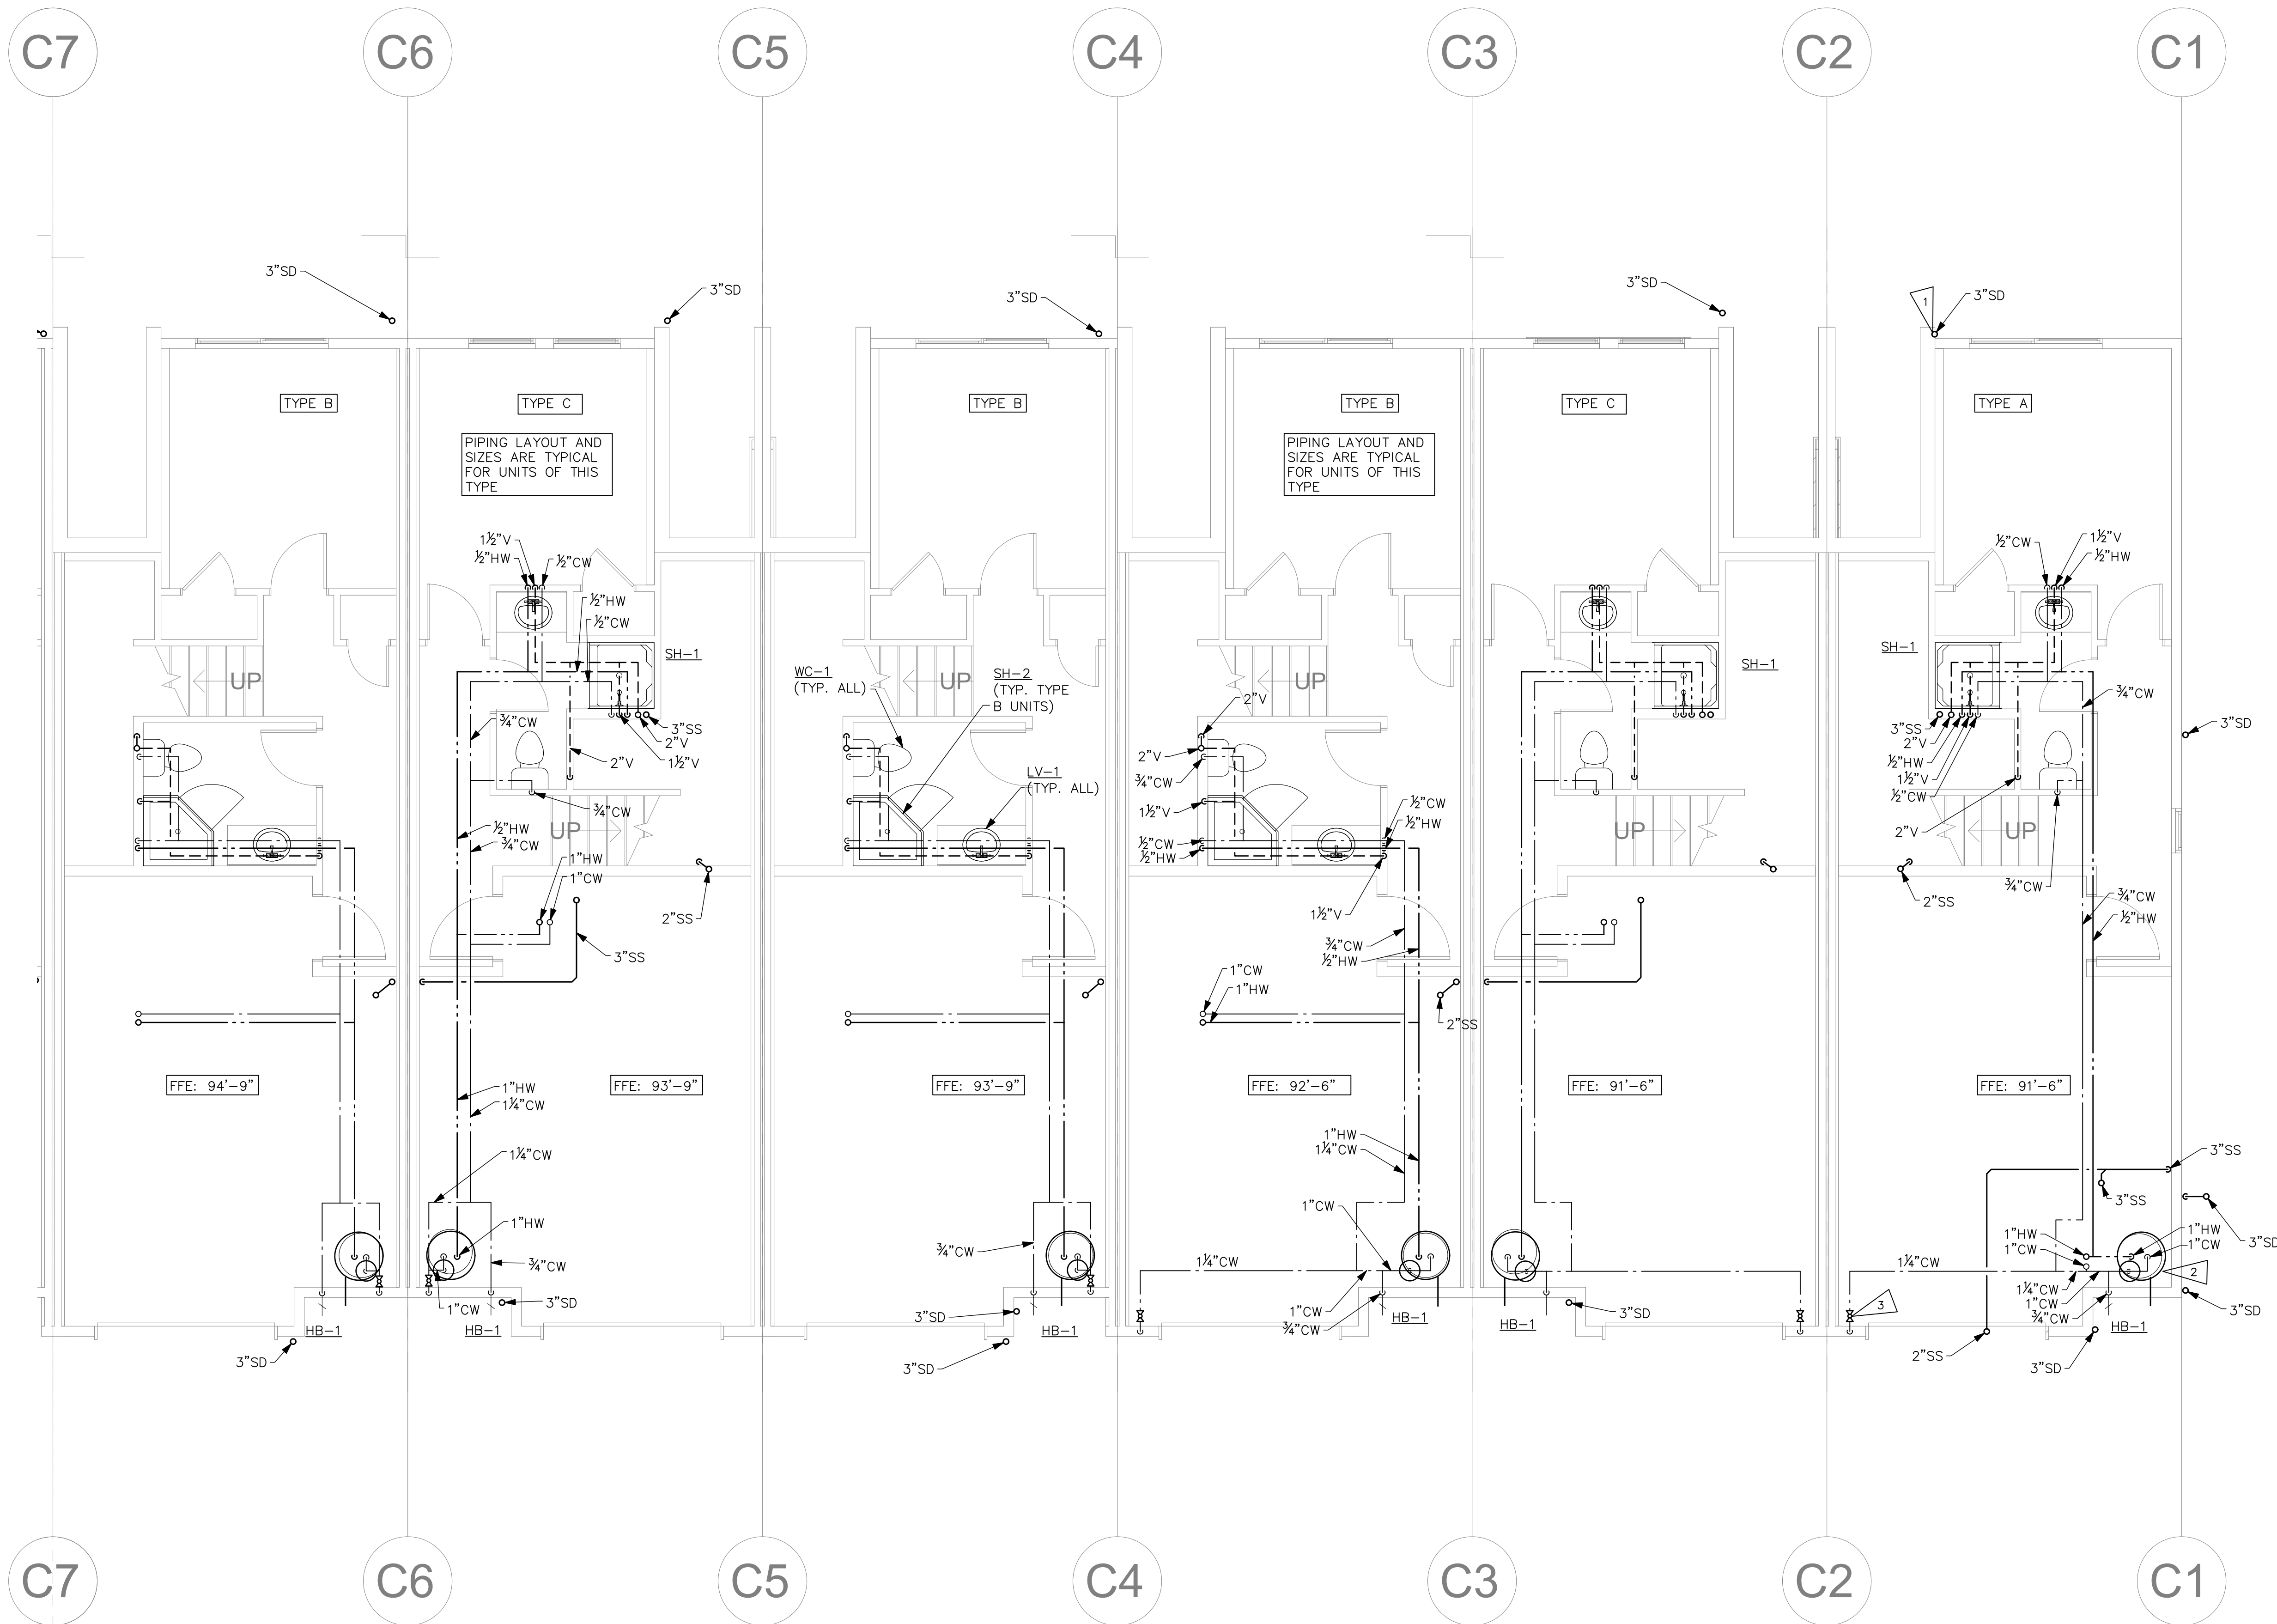 C7
C6
C5
C4
C3
C2
C1
3"SD
3"SD
3"SD
3"SD
1
3"SD
TYPE B
TYPE C
TYPE B
TYPE B
TYPE C
TYPE A
PIPING LAYOUT AND
SIZES ARE TYPICAL
FOR UNITS OF THIS
TYPE
PIPING LAYOUT AND
SIZES ARE TYPICAL
FOR UNITS OF THIS
TYPE
1½"V
½"HW
½"CW
½"HW
½"CW
SH-1
UP
¾"CW
3"SS
2"V
1½"V
2"V
¾"CW
UP
½"HW
¾"CW
1"HW
1"CW
2"SS
3"SS
WC-1
(TYP. ALL)
UP
SH-2
(TYP. TYPE
B UNITS)
LV-1
(TYP. ALL)
UP
2"V
2"V
¾"CW
1½"V
½"CW
½"HW
½"CW
½"HW
1½"V
¾"CW
½"HW
1"CW
1"HW
2"SS
SH-1
UP
½"CW
1½"V
½"HW
SH-1
¾"CW
3"SS
2"V
½"HW
1½"V
½"CW
2"V
UP
3"SD
¾"CW
2"SS
¾"CW
½"HW
FFE: 94'-9"
FFE: 93'-9"
FFE: 93'-9"
FFE: 92'-6"
FFE: 91'-6"
FFE: 91'-6"
1"HW
1¼"CW
1¼"CW
1"HW
¾"CW
1"CW
3"SD
HB-1
HB-1
3"SD
¾"CW
3"SD
HB-1
3"SD
1"HW
1¼"CW
1"CW
1¼"CW
1"CW
¾"CW
HB-1
HB-1
3"SD
3"SS
3"SS
1"HW
1"CW
1"HW
1"CW
3"SD
1¼"CW
1¼"CW
1"CW
¾"CW
2
3
3"SD
HB-1
2"SS
3"SD
C7
C6
C5
C4
C3
C2
C1